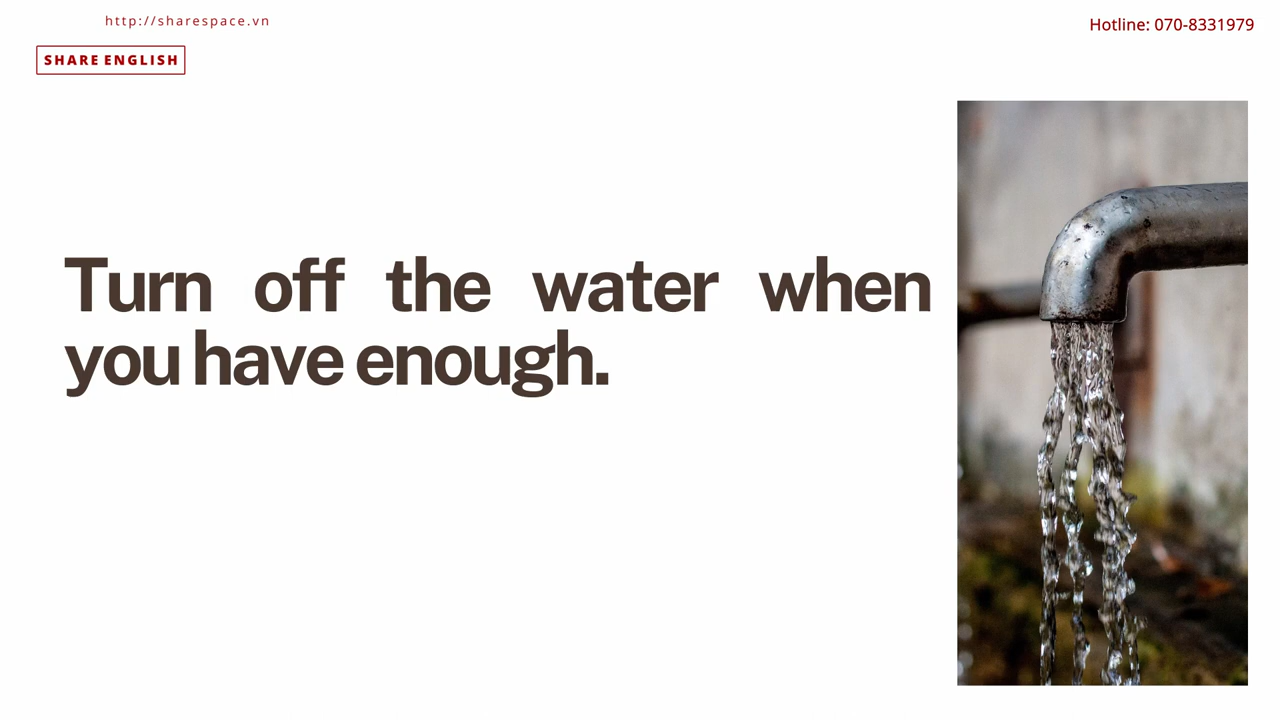 http://sharespace.vn
Hotline: 070-8331979
SHARE ENGLISH
Turn off the water when
you have enough.